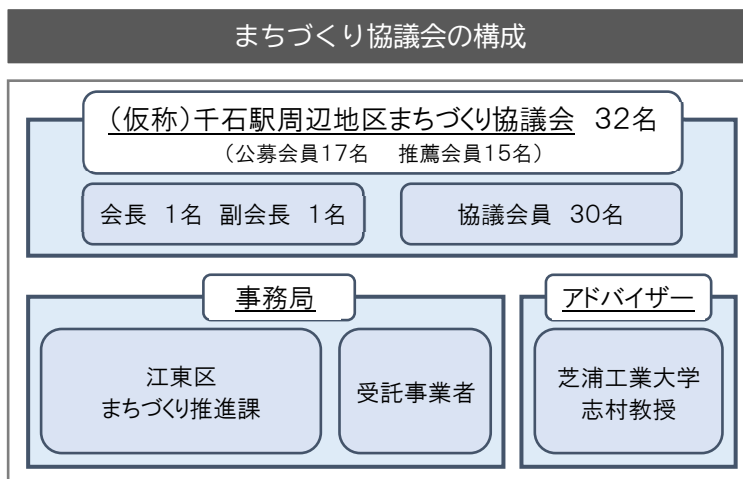 まちづくり協議会の構成
(仮称)千石駅周辺地区まちづくり協議会 32名
(公募会員17名 推薦会員15名)
会長 1名 副会長 1名
協議会員 30名
事務局
江東区
まちづくり推進課
受託事業者
アドバイザー
芝浦工業大学
志村教授